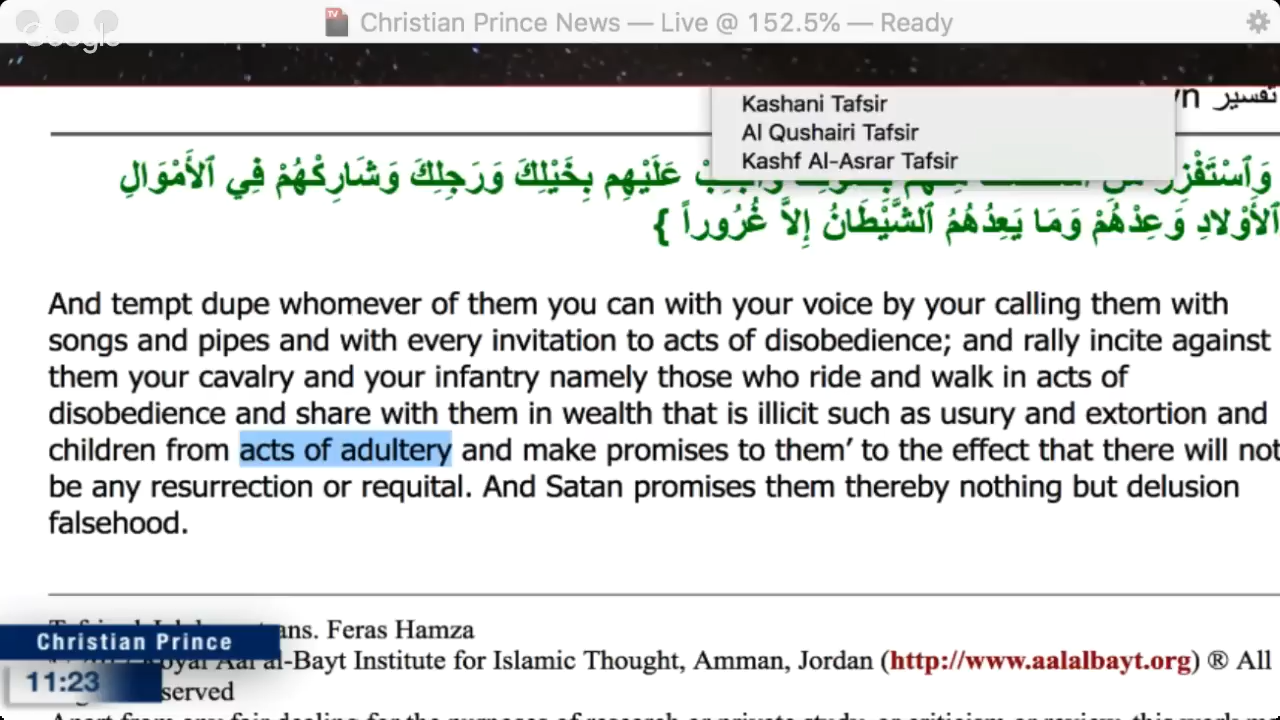 Christian Prince News — Live @ 152.5% — Ready
Google
Kashani Tafsir
Al Qushairi Tafsir
Kashf Al-Asrar Tafsir
تفسير
وَٱسْتَفْزِزْ عَلَيْهِم بِخَيْلِكَ وَرَجِلِكَ وَشَارِكْهُمْ فِي ٱلأَمْوَالِ
ٱلأَوْلادِ وَعِدْهُمْ وَمَا يَعِدُهُمُ ٱلشَّيْطَانُ إِلاَّ غُرُوراً }
And tempt dupe whomever of them you can with your voice by your calling them with
songs and pipes and with every invitation to acts of disobedience; and rally incite against
them your cavalry and your infantry namely those who ride and walk in acts of
disobedience and share with them in wealth that is illicit such as usury and extortion and
children from acts of adultery and make promises to them’ to the effect that there will not
be any resurrection or requital. And Satan promises them thereby nothing but delusion
falsehood.
ans. Feras Hamza
Royal Aal al-Bayt Institute for Islamic Thought, Amman, Jordan (http://www.aalalbayt.org) ® All
served
Christian Prince
11:23